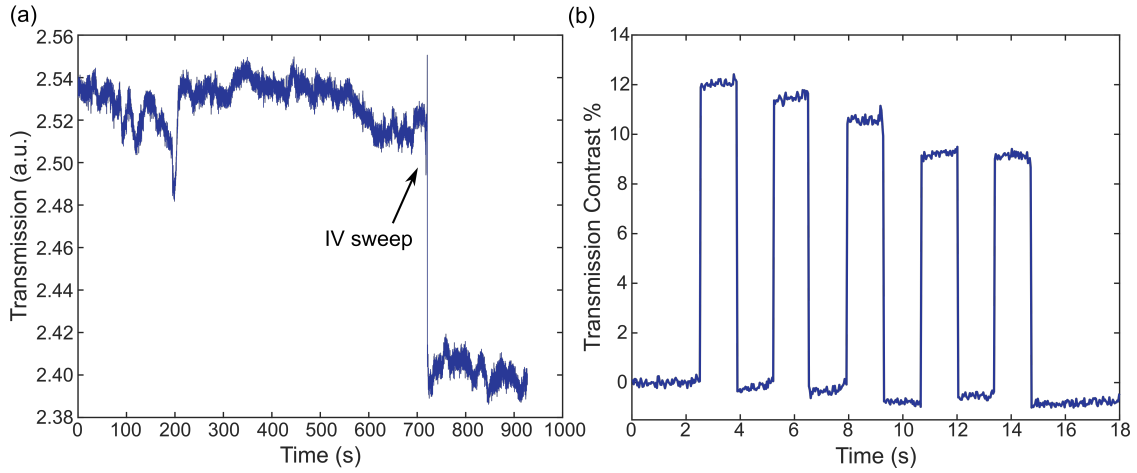 (a)
2.56
2.54
2.52
2.50
2.48
2.46
2.44
2.42
2.40
2.38
Transmission (a.u.)
IV sweep
0 100 200 300 400 500 600 700 800 900 1000
Time (s)
(b)
14
12
10
8
6
4
2
0
Transmission Contrast %
0 2 4 6 8 10 12 14 16 18
Time (s)